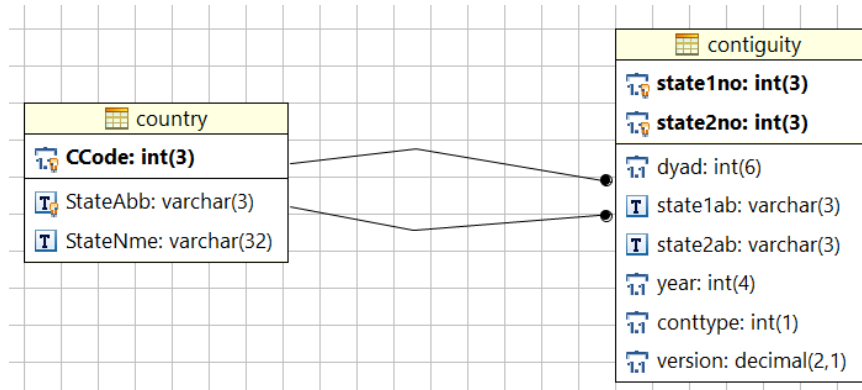 country
CCode: int(3)
StateAbb: varchar(3)
StateNme: varchar(32)
contiguity
state1no: int(3)
state2no: int(3)
dyad: int(6)
state1ab: varchar(3)
state2ab: varchar(3)
year: int(4)
conttype: int(1)
version: decimal(2,1)